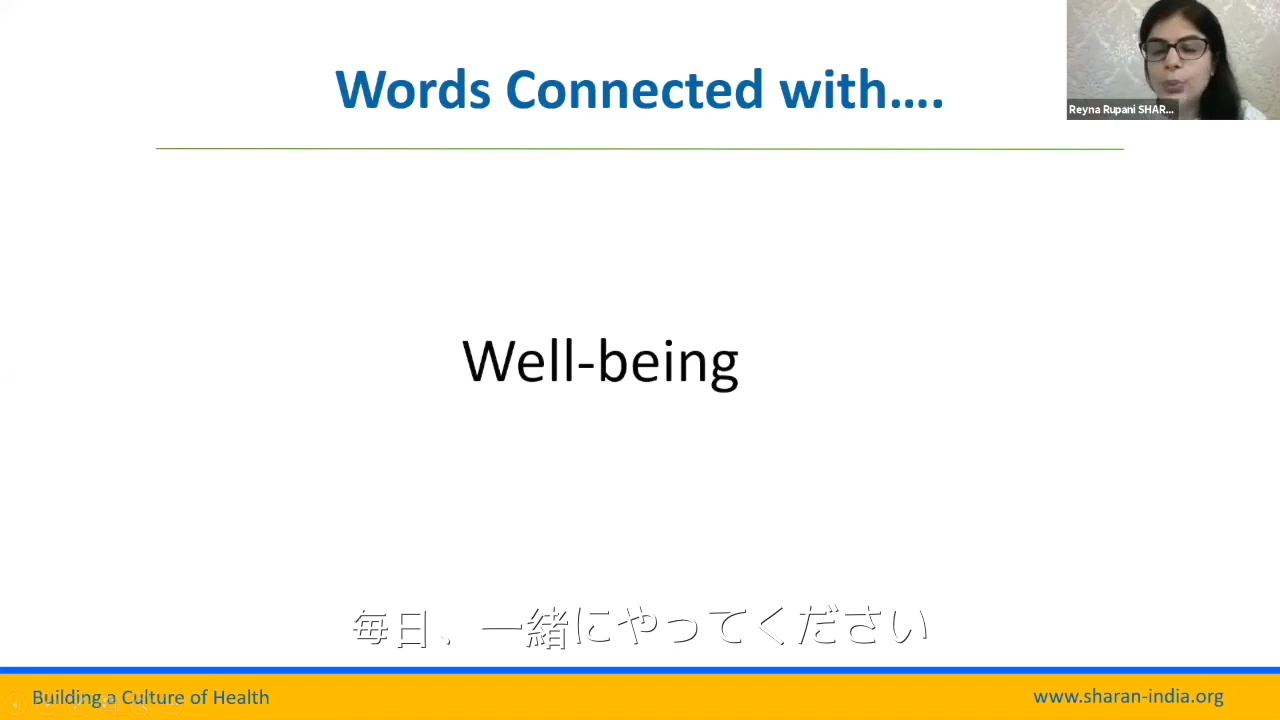 Words Connected with....
Reyna Rupani SHAR...
Well-being
毎日、一緒にやってください
Building a Culture of Health
www.sharan-india.org